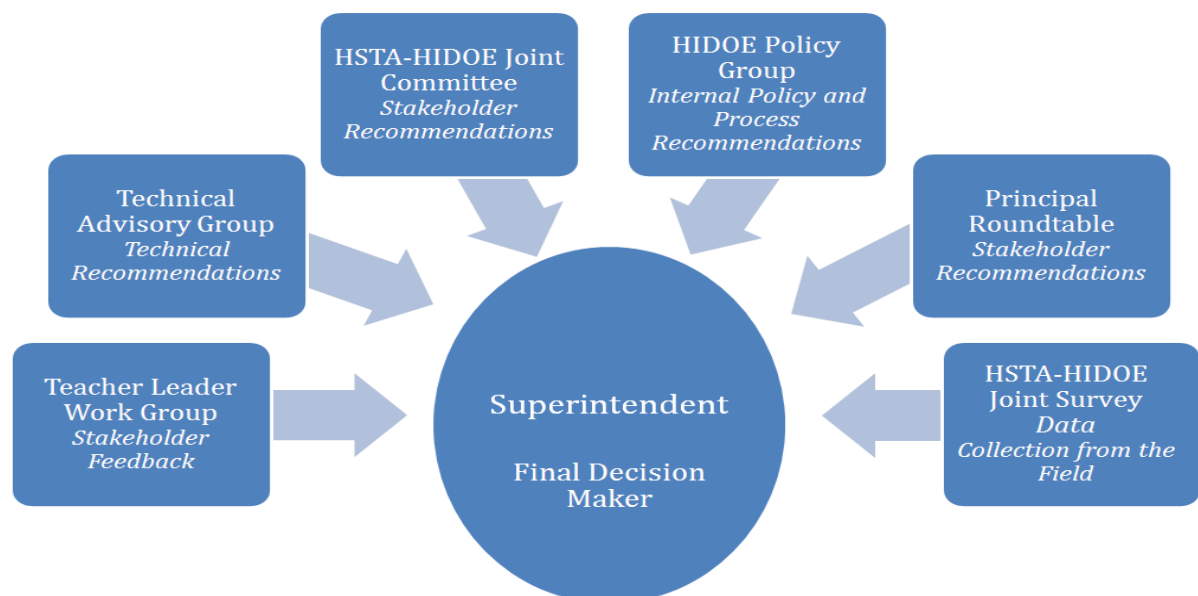 HSTA-HIDOE Joint
Committee
Stakeholder
Recommendations
HIDOE Policy
Group
Internal Policy and
Process
Recommendations
Technical
Advisory Group
Technical
Recommendations
Principal
Roundtable
Stakeholder
Recommendations
Teacher Leader
Work Group
Stakeholder
Feedback
HSTA-HIDOE
Joint Survey
Data
Collection from the
Field
Superintendent
Final Decision
Maker